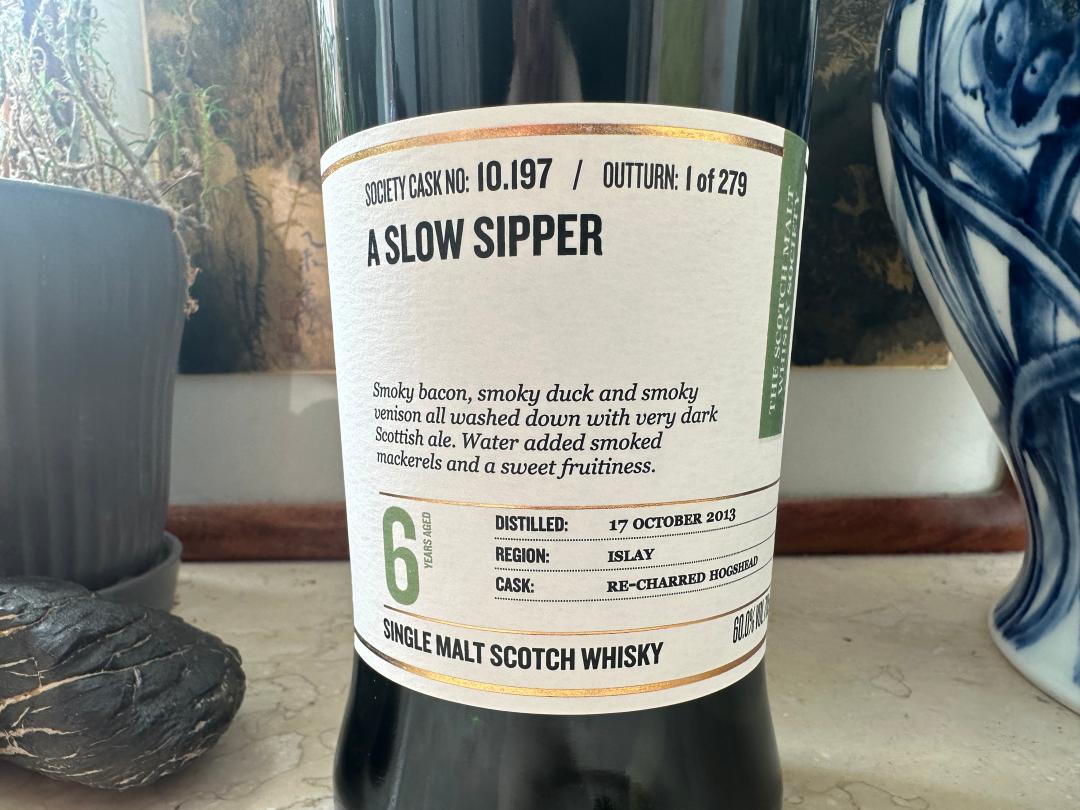 SOCIETY CASK NO: 10.197 / OUTTURN: 1 of 279
A SLOW SIPPER
THE SCOTCH MALT
WHISKY SOCIETY
Smoky bacon, smoky duck and smoky
venison all washed down with very dark
Scottish ale. Water added smoked
mackerels and a sweet fruitiness.
6 YEARS AGED
DISTILLED: 17 OCTOBER 2013
REGION: ISLAY
CASK: RE-CHARRED HOGSHEAD
SINGLE MALT SCOTCH WHISKY
60.0% VOL